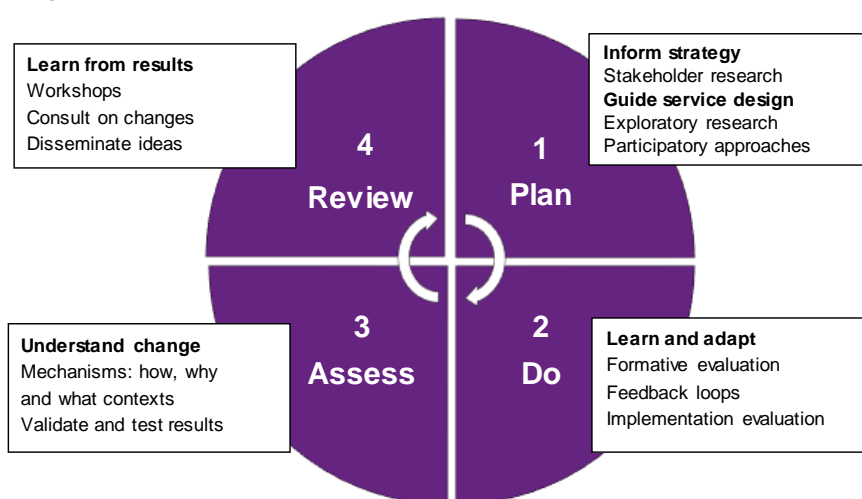 Learn from results
Workshops
Consult on changes
Disseminate ideas
Inform strategy
Stakeholder research
Guide service design
Exploratory research
Participatory approaches
4
Review
1
Plan
3
Assess
2
Do
Understand change
Mechanisms: how, why
and what contexts
Validate and test results
Learn and adapt
Formative evaluation
Feedback loops
Implementation evaluation